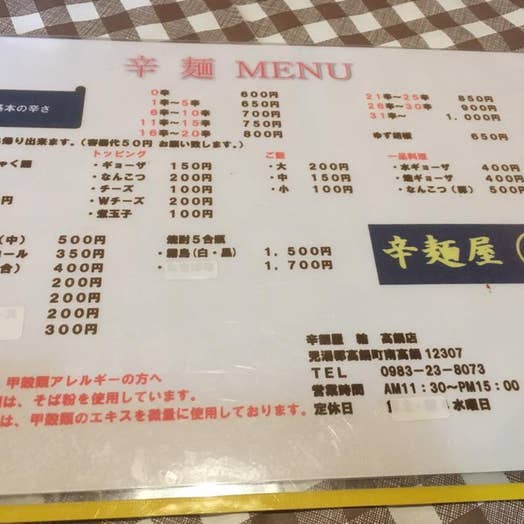 辛麺 MENU
基本の辛さ
0辛 600円
1辛～5辛 650円
6辛～10辛 700円
11辛～15辛 750円
16辛～20辛 800円
21辛～25辛 850円
26辛～30辛 900円
31辛～ 1,000円
ゆず胡椒 650円
帰り出来ます。(容器代50円 お願い致します。)
トッピング
・ギョーザ 150円
・なんこつ 200円
・チーズ 100円
・Wチーズ 200円
・煮玉子 100円
ご飯
・大 200円
・中 150円
・小 100円
一品料理
・水ギョーザ 400円
・焼ギョーザ 400円
・なんこつ(豚) 500円
(中) 500円
ール 350円
合) 400円
200円
200円
200円
300円
焼酎5合瓶
・霧島(白・黒) 1,500円
1,700円
辛麺屋
辛麺屋 輪 高鍋店
児湯郡高鍋町南高鍋12307
TEL 0983-23-8073
営業時間 AM11:30～PM15:00
定休日 水曜日
甲殻類アレルギーの方へ
は、そば粉を使用しています。
は、甲殻類のエキスを微量に使用しております。